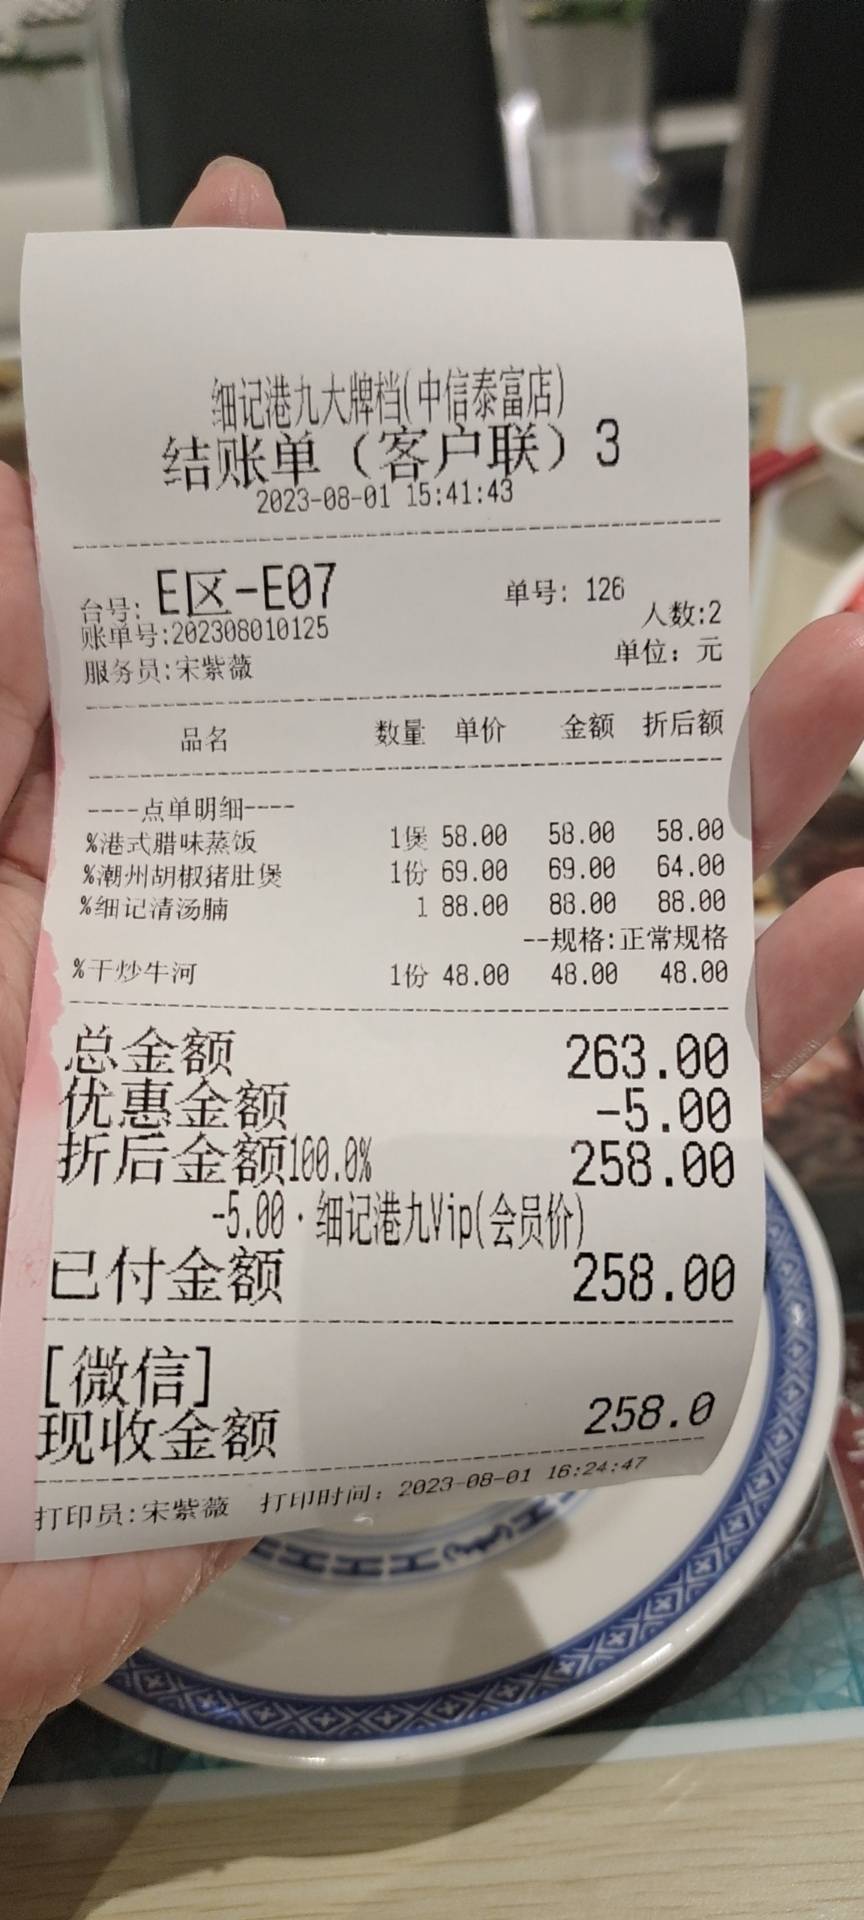 细记港九大牌档(中信泰富店)
结账单（客户联）3
2023-08-01 15:41:43
台号: E区-E07 单号: 126
账单号:202308010125 人数:2
服务员:宋紫薇 单位: 元
品名 数量 单价 金额 折后额
----点单明细----
%港式腊味蒸饭 1煲 58.00 58.00 58.00
%潮州胡椒猪肚煲 1份 69.00 69.00 64.00
%细记清汤腩 1 88.00 88.00 88.00
--规格:正常规格
%干炒牛河 1份 48.00 48.00 48.00
总金额 263.00
优惠金额 -5.00
折后金额100.0% 258.00
-5.00·细记港九Vip(会员价)
已付金额 258.00
[微信]
现收金额 258.0
打印员:宋紫薇 打印时间: 2023-08-01 16:24:47